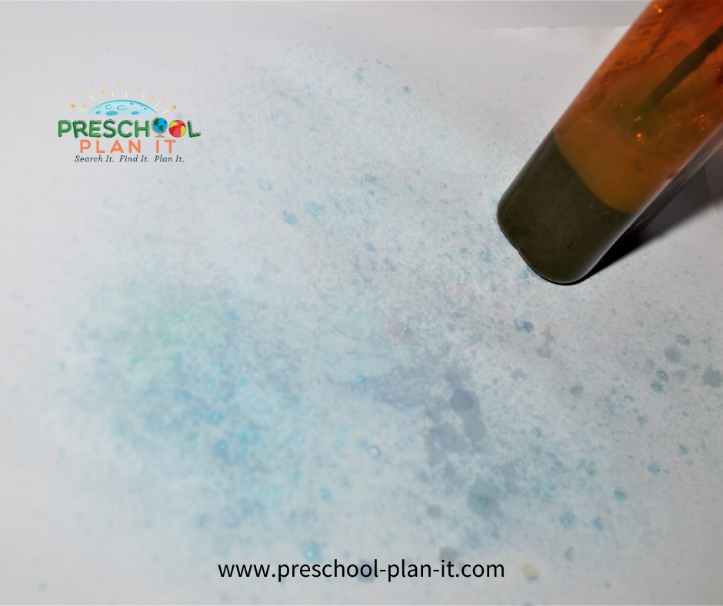 PRESCHOOL
PLAN IT
Search It. Find It. Plan It.
www.preschool-plan-it.com